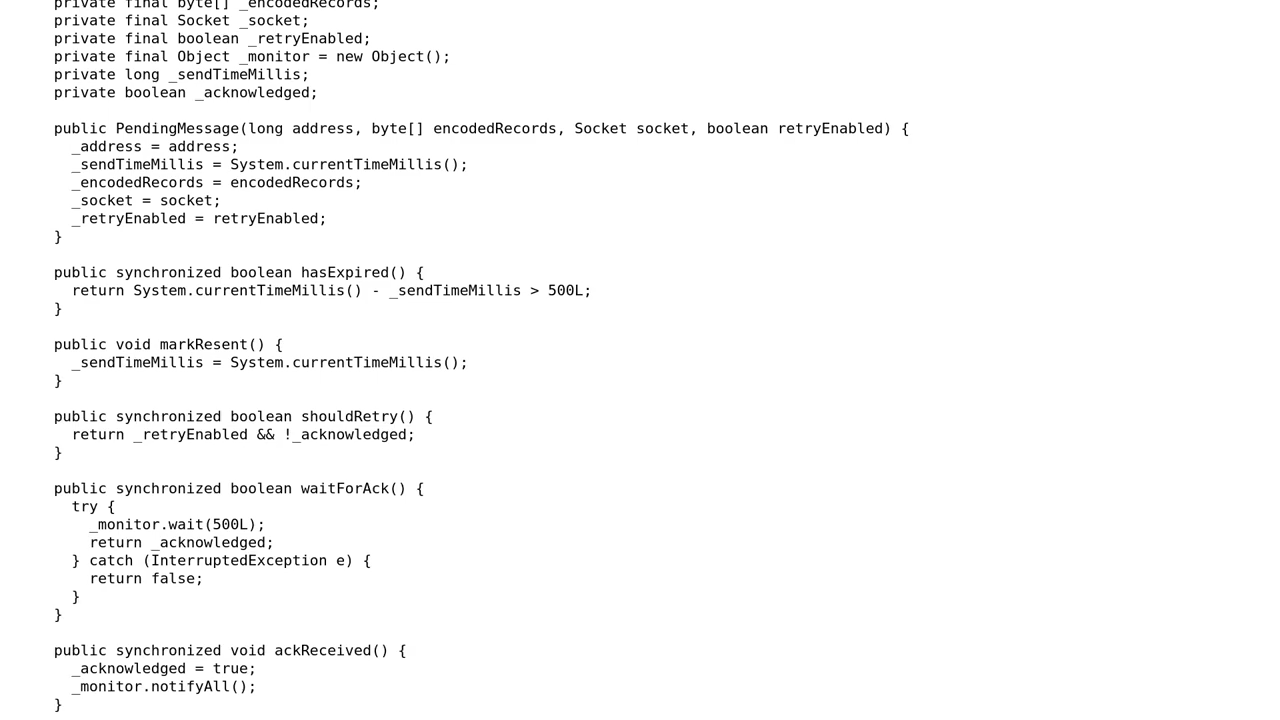 private final byte[] _encodedRecords;
private final Socket _socket;
private final boolean _retryEnabled;
private final Object _monitor = new Object();
private long _sendTimeMillis;
private boolean _acknowledged;
public PendingMessage(long address, byte[] encodedRecords, Socket socket, boolean retryEnabled) {
_address = address;
_sendTimeMillis = System.currentTimeMillis();
_encodedRecords = encodedRecords;
_socket = socket;
_retryEnabled = retryEnabled;
}
public synchronized boolean hasExpired() {
return System.currentTimeMillis() - _sendTimeMillis > 500L;
}
public void markResent() {
_sendTimeMillis = System.currentTimeMillis();
}
public synchronized boolean shouldRetry() {
return _retryEnabled && !_acknowledged;
}
public synchronized boolean waitForAck() {
try {
_monitor.wait(500L);
return _acknowledged;
} catch (InterruptedException e) {
return false;
}
}
public synchronized void ackReceived() {
_acknowledged = true;
_monitor.notifyAll();
}